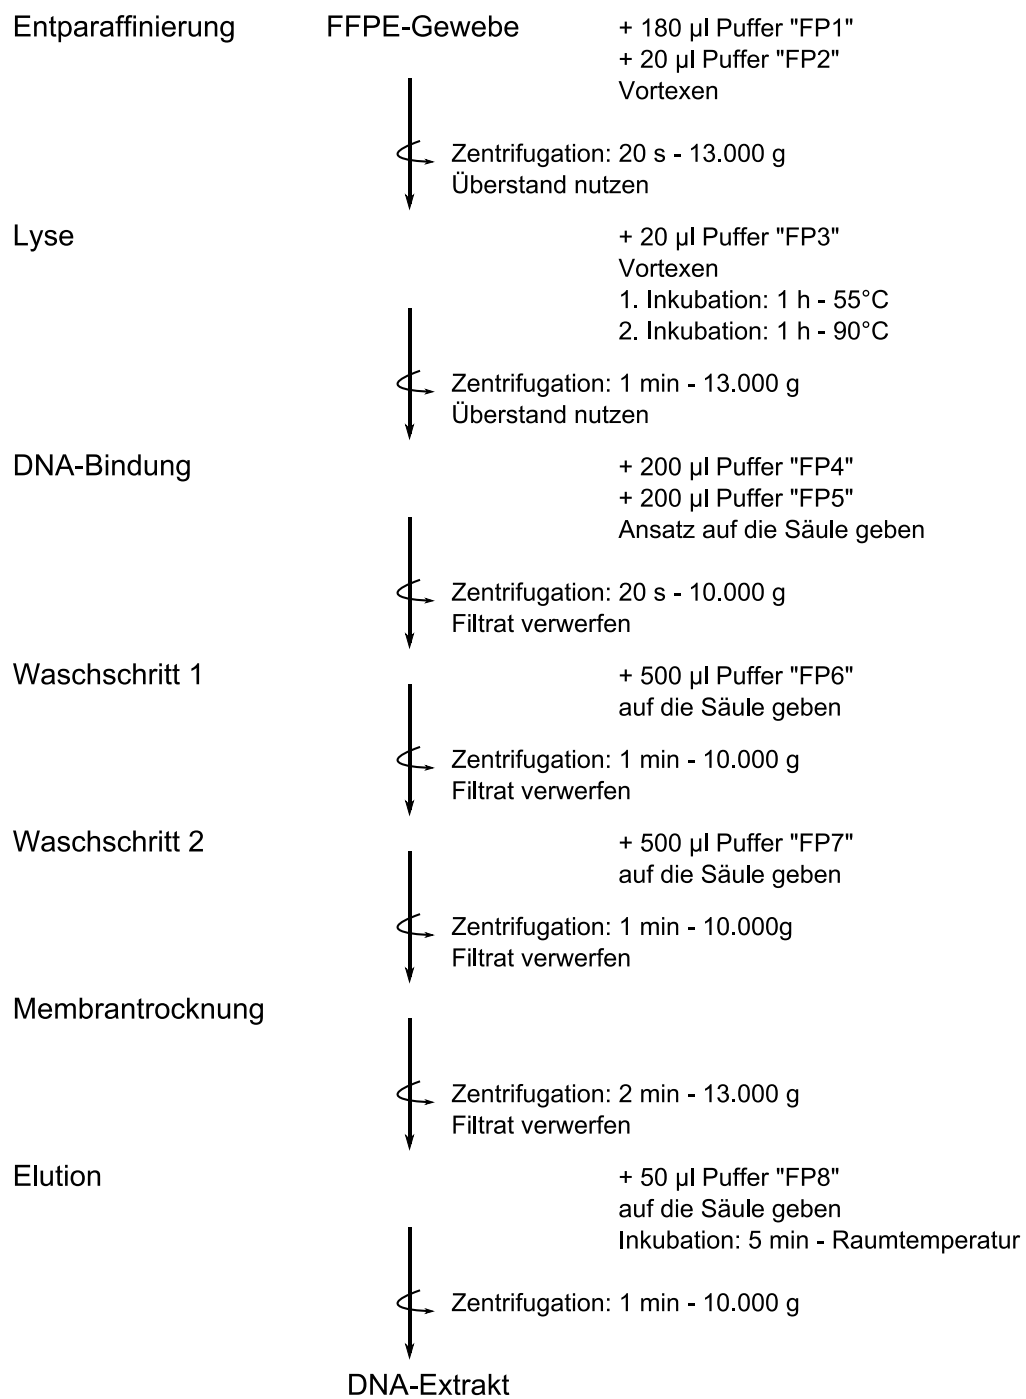 Entparaffinierung
FFPE-Gewebe
+ 180 µl Puffer "FP1"
+ 20 µl Puffer "FP2"
Vortexen
Zentrifugation: 20 s - 13.000 g
Überstand nutzen
Lyse
+ 20 µl Puffer "FP3"
Vortexen
1. Inkubation: 1 h - 55°C
2. Inkubation: 1 h - 90°C
Zentrifugation: 1 min - 13.000 g
Überstand nutzen
DNA-Bindung
+ 200 µl Puffer "FP4"
+ 200 µl Puffer "FP5"
Ansatz auf die Säule geben
Zentrifugation: 20 s - 10.000 g
Filtrat verwerfen
Waschschritt 1
+ 500 µl Puffer "FP6"
auf die Säule geben
Zentrifugation: 1 min - 10.000 g
Filtrat verwerfen
Waschschritt 2
+ 500 µl Puffer "FP7"
auf die Säule geben
Zentrifugation: 1 min - 10.000g
Filtrat verwerfen
Membrantrocknung
Zentrifugation: 2 min - 13.000 g
Filtrat verwerfen
Elution
+ 50 µl Puffer "FP8"
auf die Säule geben
Inkubation: 5 min - Raumtemperatur
Zentrifugation: 1 min - 10.000 g
DNA-Extrakt